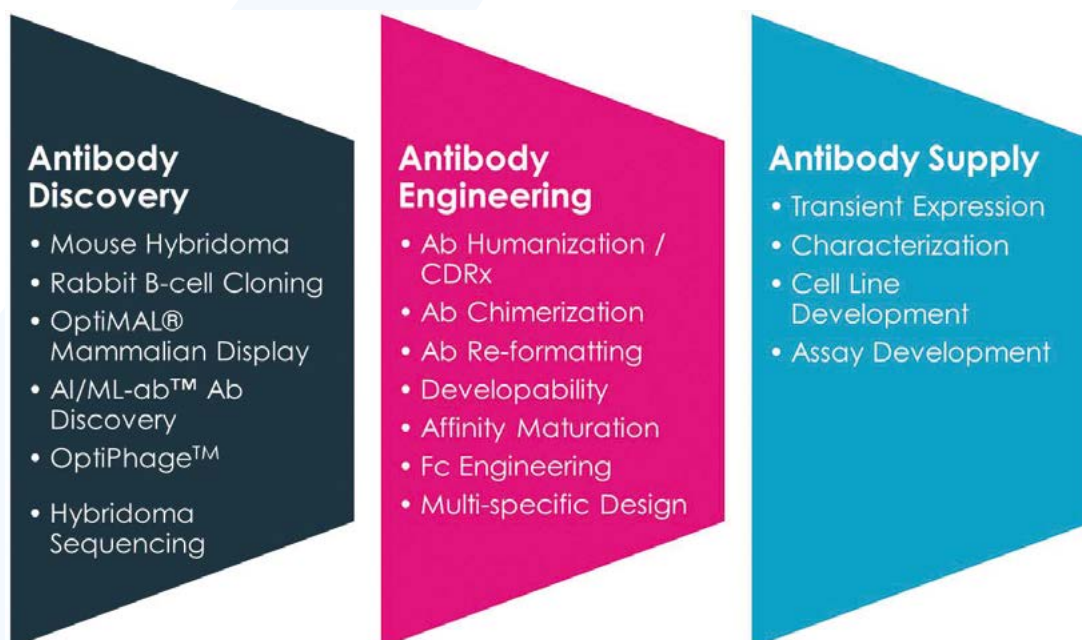 Antibody
Discovery
• Mouse Hybridoma
• Rabbit B-cell Cloning
• OptiMAL®
Mammalian Display
• AI/ML-ab™ Ab
Discovery
• OptiPhage™
• Hybridoma
Sequencing
Antibody
Engineering
• Ab Humanization /
CDRx
• Ab Chimerization
• Ab Re-formatting
• Developability
• Affinity Maturation
• Fc Engineering
• Multi-specific Design
Antibody Supply
• Transient Expression
• Characterization
• Cell Line
Development
• Assay Development